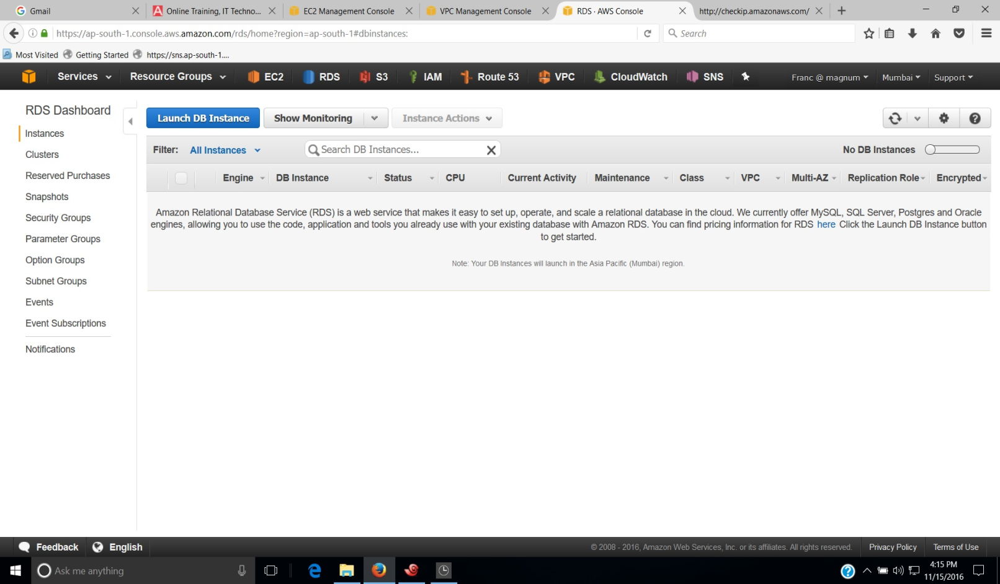 Gmail
Online Training, IT Techno...
EC2 Management Console
VPC Management Console
RDS · AWS Console
http://checkip.amazonaws.com/
https://ap-south-1.console.aws.amazon.com/rds/home?region=ap-south-1#dbinstances:
Search
Most Visited
Getting Started
https://sns.ap-south-1....
Services
Resource Groups
EC2
RDS
S3
IAM
Route 53
VPC
CloudWatch
SNS
Franc @ magnum
Mumbai
Support
RDS Dashboard
Instances
Clusters
Reserved Purchases
Snapshots
Security Groups
Parameter Groups
Option Groups
Subnet Groups
Events
Event Subscriptions
Notifications
Launch DB Instance
Show Monitoring
Instance Actions
Filter:
All Instances
Search DB Instances...
No DB Instances
Engine
DB Instance
Status
CPU
Current Activity
Maintenance
Class
VPC
Multi-AZ
Replication Role
Encrypted
Amazon Relational Database Service (RDS) is a web service that makes it easy to set up, operate, and scale a relational database in the cloud. We currently offer MySQL, SQL Server, Postgres and Oracle
engines, allowing you to use the code, application and tools you already use with your existing database with Amazon RDS. You can find pricing information for RDS here Click the Launch DB Instance button
to get started.
Note: Your DB Instances will launch in the Asia Pacific (Mumbai) region.
Feedback
English
© 2008 - 2016, Amazon Web Services, Inc. or its affiliates. All rights reserved.
Privacy Policy
Terms of Use
Ask me anything
4:15 PM
11/15/2016